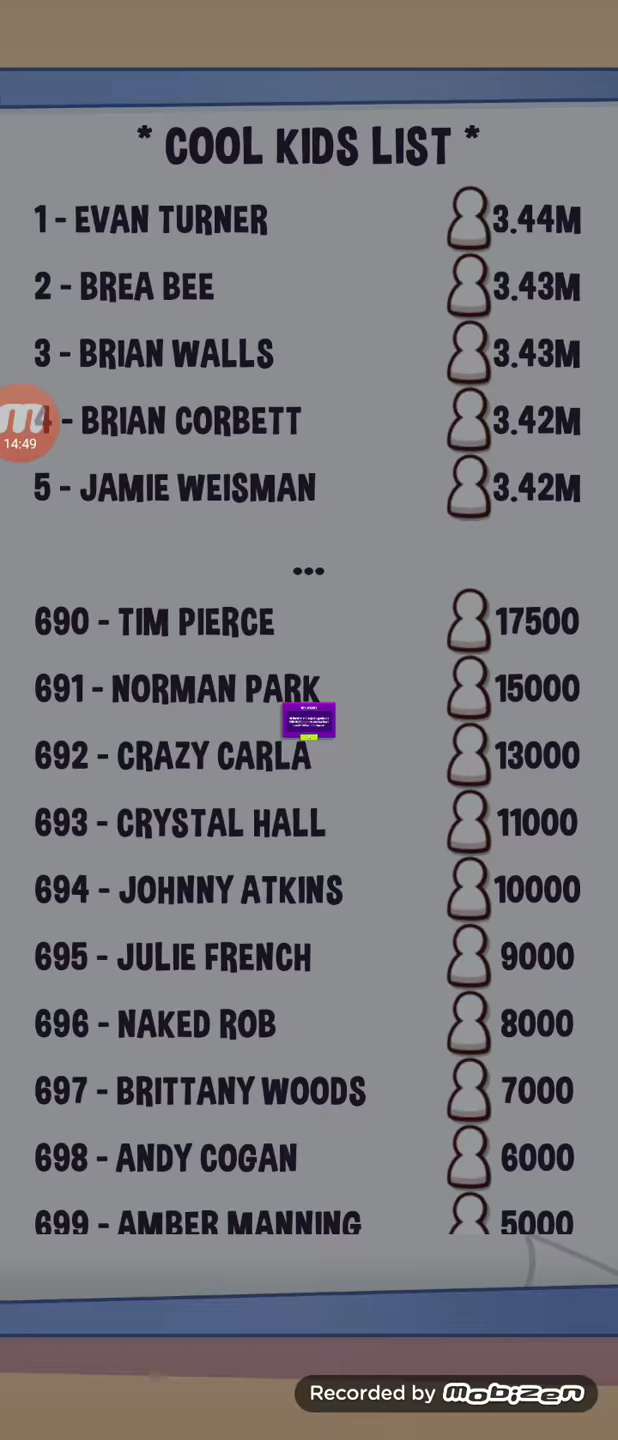 * COOL KIDS LIST *
1 - EVAN TURNER 3.44M
2 - BREA BEE 3.43M
3 - BRIAN WALLS 3.43M
4 - BRIAN CORBETT 3.42M
14:49
5 - JAMIE WEISMAN 3.42M
...
690 - TIM PIERCE 17500
691 - NORMAN PARK 15000
692 - CRAZY CARLA 13000
693 - CRYSTAL HALL 11000
694 - JOHNNY ATKINS 10000
695 - JULIE FRENCH 9000
696 - NAKED ROB 8000
697 - BRITTANY WOODS 7000
698 - ANDY COGAN 6000
699 - AMBER MANNING 5000
Recorded by mobizen